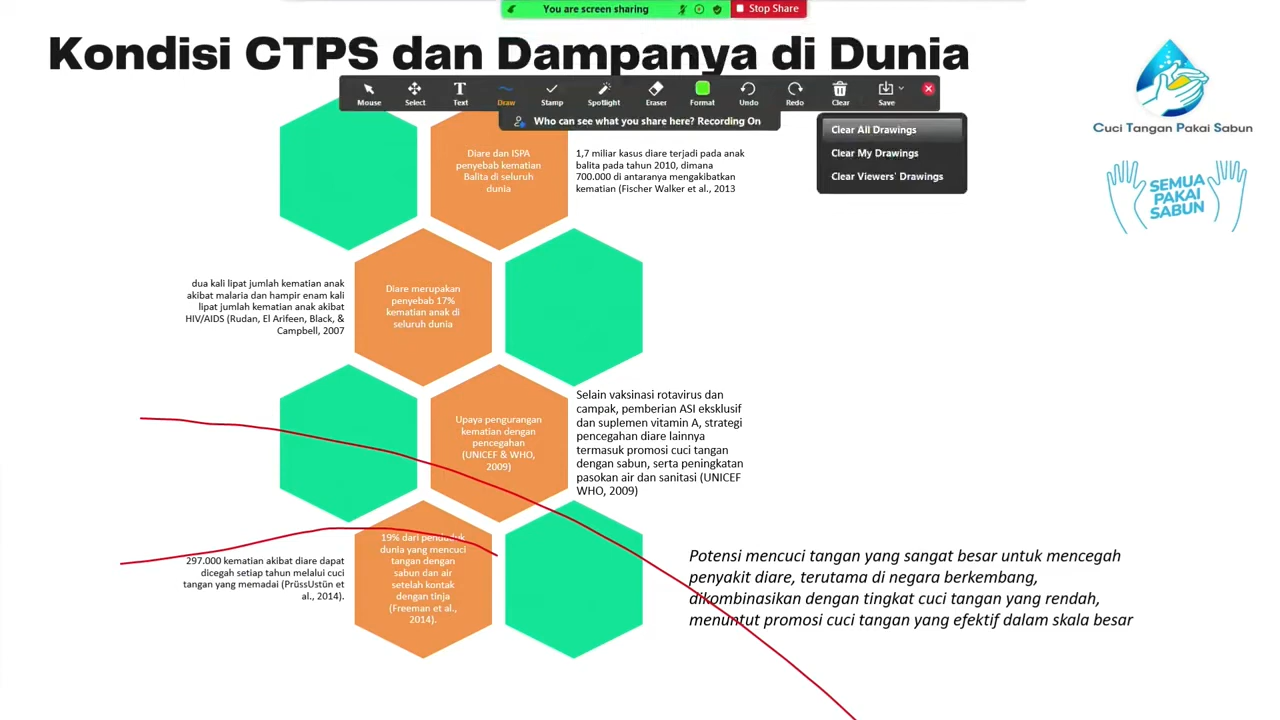 You are screen sharing
Stop Share
Kondisi CTPS dan Dampanya di Dunia
Mouse
Select
Text
Draw
Stamp
Spotlight
Eraser
Format
Undo
Redo
Clear
Save
Who can see what you share here? Recording On
Clear All Drawings
Clear My Drawings
Clear Viewers' Drawings
Cuci Tangan Pakai Sabun
SEMUA
PAKAI
SABUN
Diare dan ISPA
penyebab kematian
Balita di seluruh
dunia
1,7 miliar kasus diare terjadi pada anak
balita pada tahun 2010, dimana
700.000 di antaranya mengakibatkan
kematian (Fischer Walker et al., 2013
dua kali lipat jumlah kematian anak
akibat malaria dan hampir enam kali
lipat jumlah kematian anak akibat
HIV/AIDS (Rudan, El Arifeen, Black, &
Campbell, 2007
Diare merupakan
penyebab 17%
kematian anak di
seluruh dunia
Upaya pengurangan
kematian dengan
pencegahan
(UNICEF & WHO,
2009)
Selain vaksinasi rotavirus dan
campak, pemberian ASI eksklusif
dan suplemen vitamin A, strategi
pencegahan diare lainnya
termasuk promosi cuci tangan
dengan sabun, serta peningkatan
pasokan air dan sanitasi (UNICEF
WHO, 2009)
297.000 kematian akibat diare dapat
dicegah setiap tahun melalui cuci
tangan yang memadai (PrüssUstün et
al., 2014).
19% dari penduduk
dunia yang mencuci
tangan dengan
sabun dan air
setelah kontak
dengan tinja
(Freeman et al.,
2014).
Potensi mencuci tangan yang sangat besar untuk mencegah
penyakit diare, terutama di negara berkembang,
dikombinasikan dengan tingkat cuci tangan yang rendah,
menuntut promosi cuci tangan yang efektif dalam skala besar